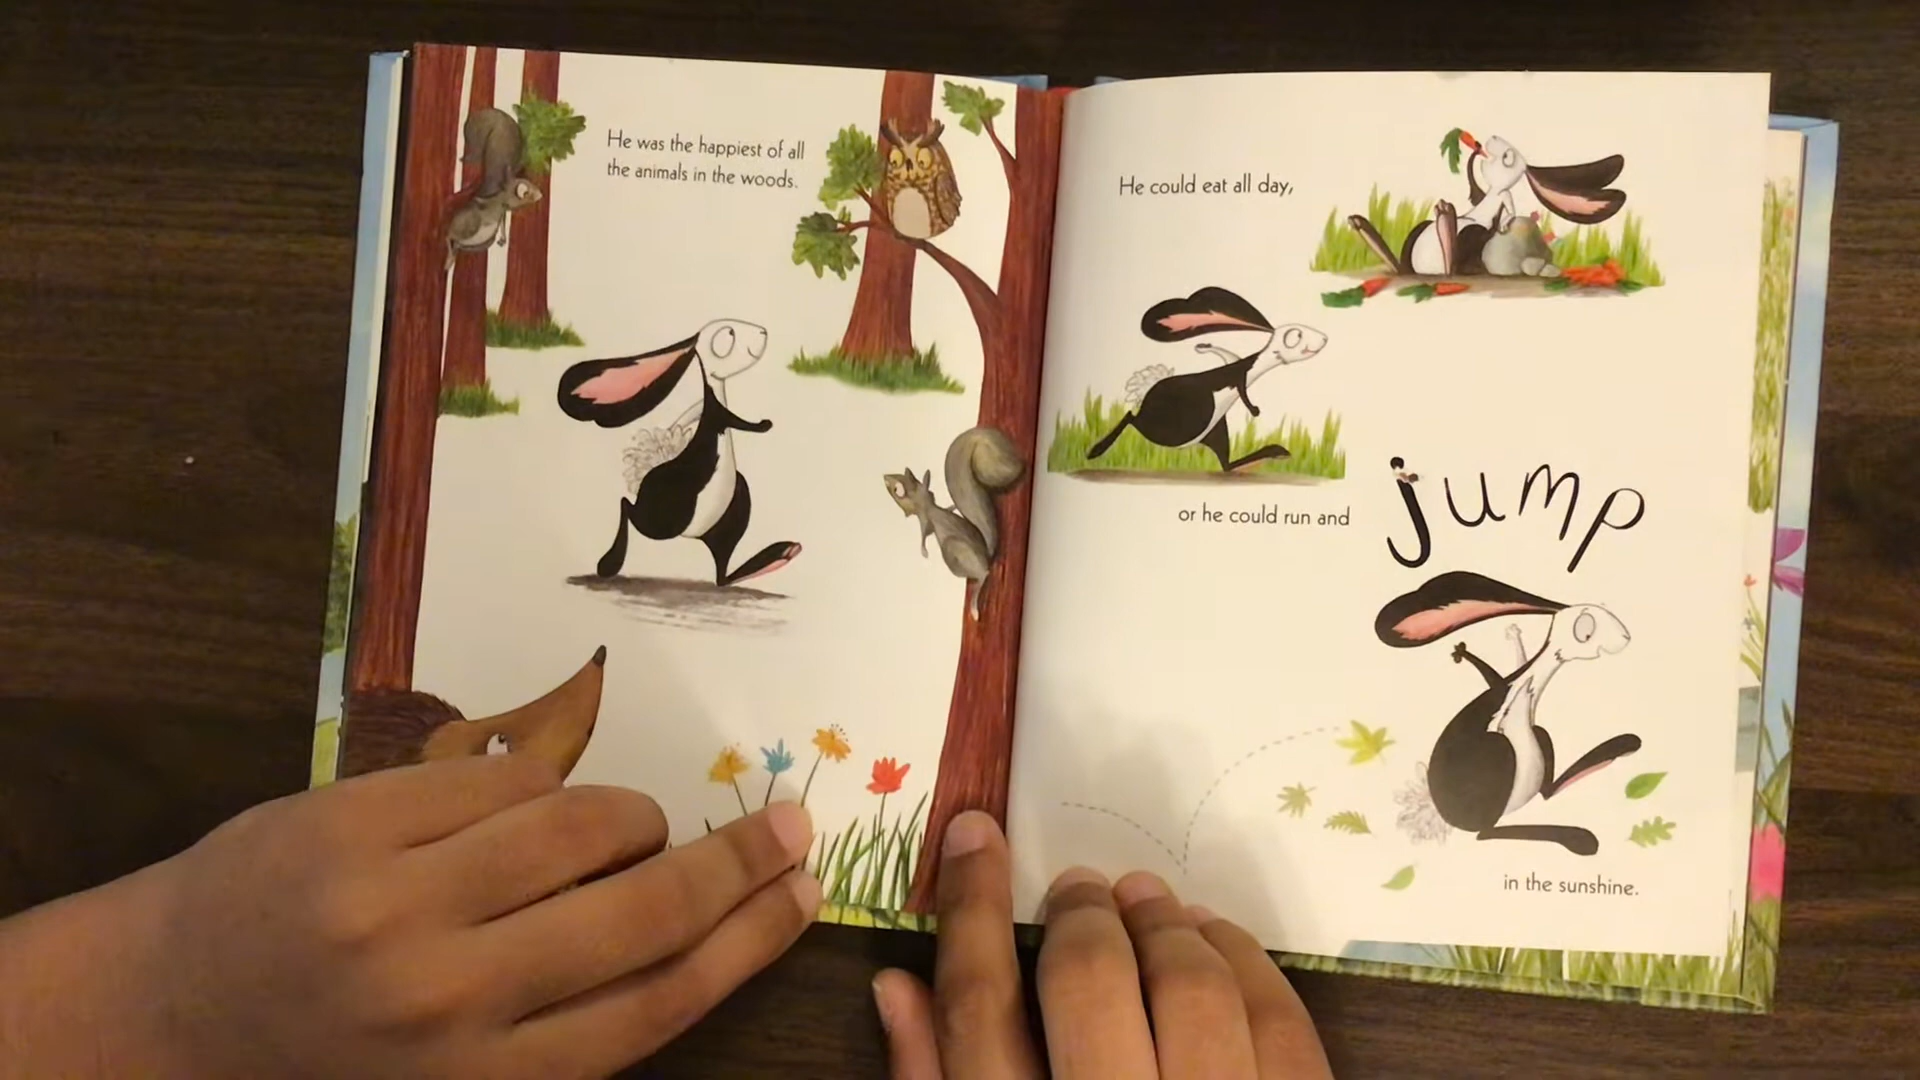 He was the happiest of all
the animals in the woods.
He could eat all day,
or he could run and
jump
in the sunshine.